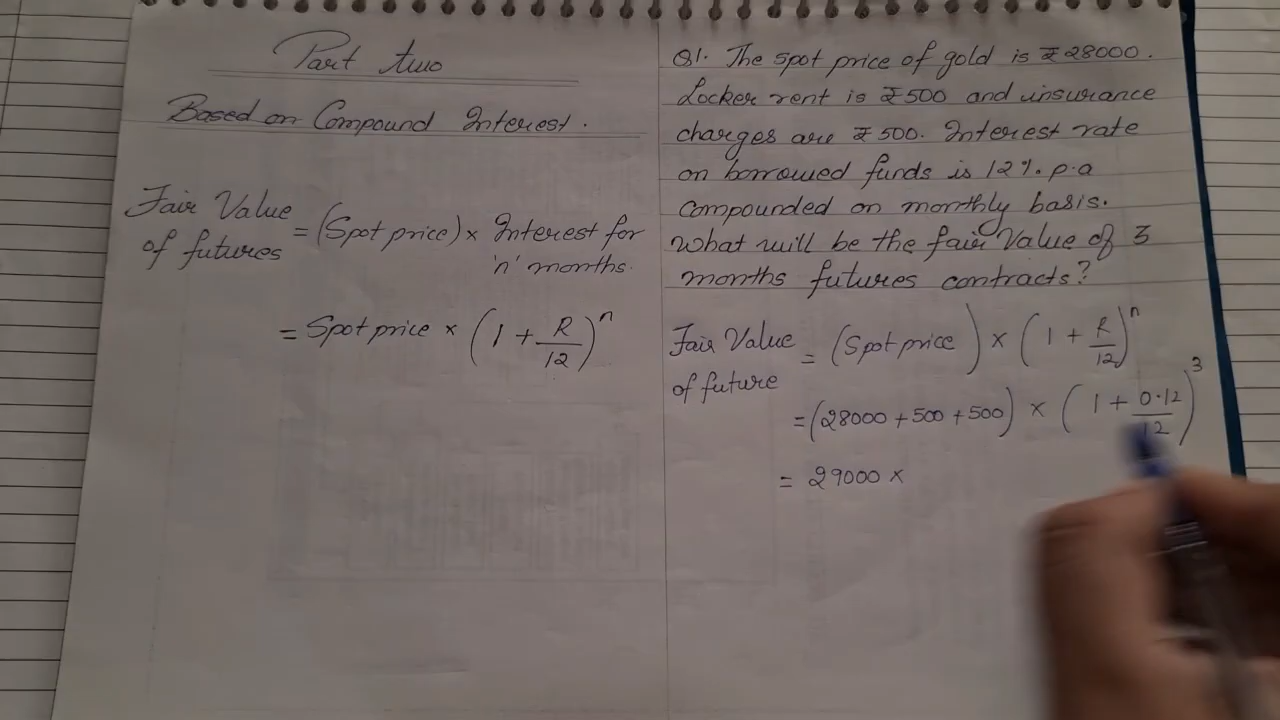 Part two
Based on Compound Interest.
Fair Value of futures = (Spot price) × Interest for 'n' months.
= Spot price × (1 + R/12)^n
Q1. The spot price of gold is ₹28000.
Locker rent is ₹500 and insurance
charges are ₹500. Interest rate
on borrowed funds is 12% p.a
compounded on monthly basis.
What will be the fair Value of 3
months futures contracts?
Fair Value of future = (Spot price) × (1 + R/12)^n
= (28000 + 500 + 500) × (1 + 0.12/12)^3
= 29000 ×